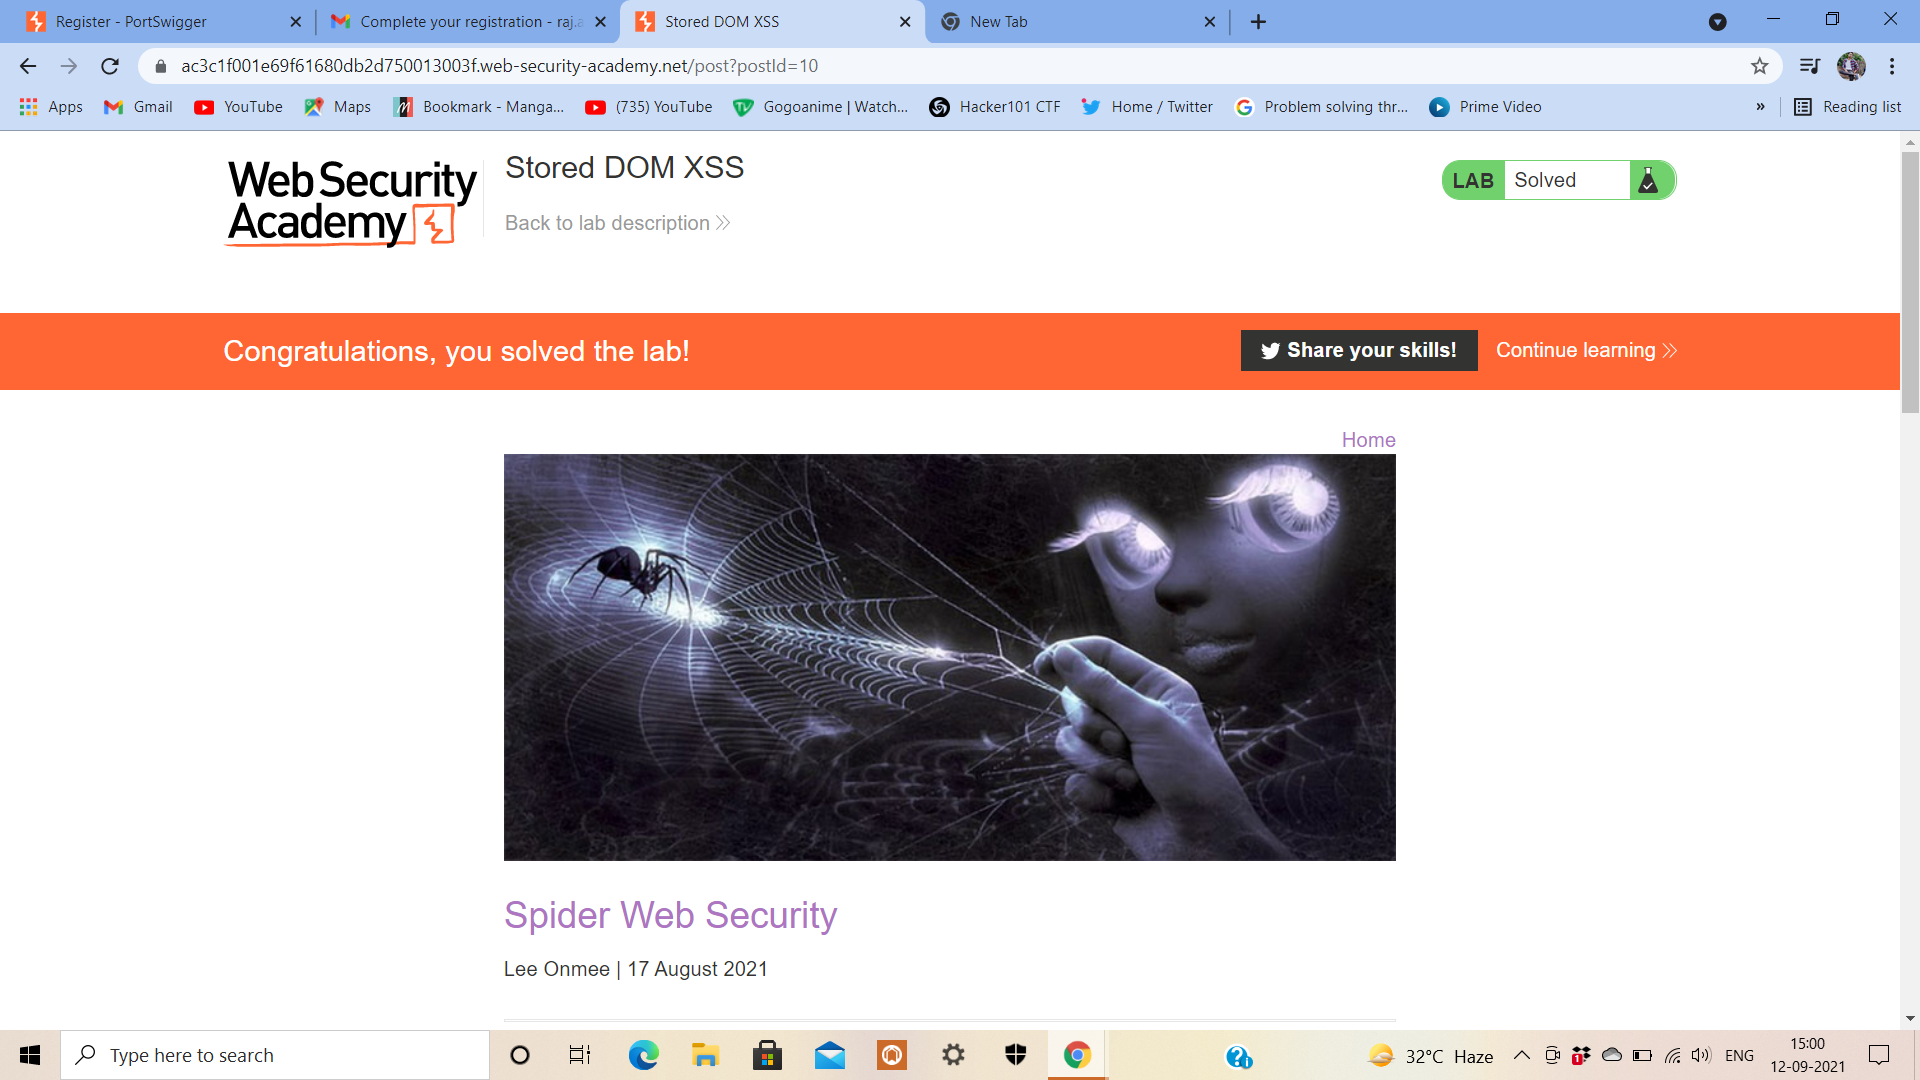 Register - PortSwigger
Complete your registration - raj.a
Stored DOM XSS
New Tab
ac3c1f001e69f61680db2d750013003f.web-security-academy.net/post?postId=10
Apps
Gmail
YouTube
Maps
Bookmark - Manga...
(735) YouTube
Gogoanime | Watch...
Hacker101 CTF
Home / Twitter
Problem solving thr...
Prime Video
»
Reading list
Web Security
Academy
Stored DOM XSS
Back to lab description
LAB
Solved
Congratulations, you solved the lab!
Share your skills!
Continue learning
Home
Spider Web Security
Lee Onmee | 17 August 2021
Type here to search
32°C Haze
1
ENG
15:00
12-09-2021